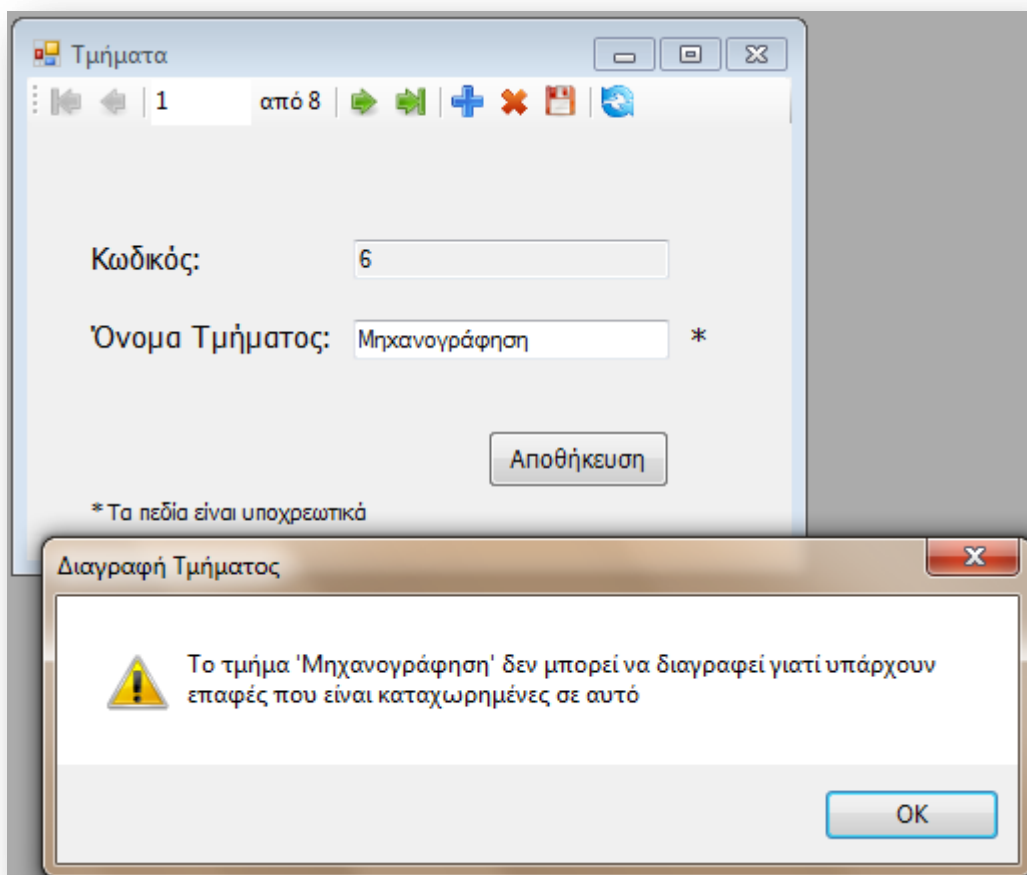 Τμήματα
1 από 8
Κωδικός: 6
Όνομα Τμήματος: Μηχανογράφηση *
Αποθήκευση
* Τα πεδία είναι υποχρεωτικά
Διαγραφή Τμήματος
Το τμήμα 'Μηχανογράφηση' δεν μπορεί να διαγραφεί γιατί υπάρχουν
επαφές που είναι καταχωρημένες σε αυτό
OK